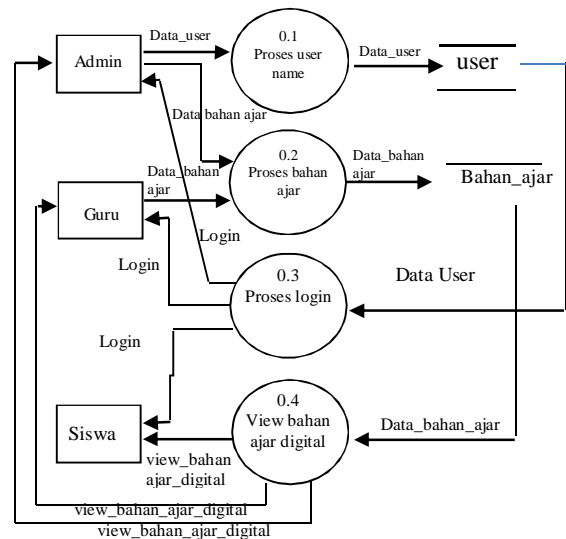 Admin
Data_user
0.1
Proses user
name
Data_user
user
Data bahan ajar
0.2
Proses bahan
ajar
Data_bahan
ajar
Bahan_ajar
Data_bahan
ajar
Guru
Login
Login
0.3
Proses login
Data User
Login
Siswa
0.4
View bahan
ajar digital
Data_bahan_ajar
view_bahan
ajar_digital
view_bahan_ajar_digital
view_bahan_ajar_digital